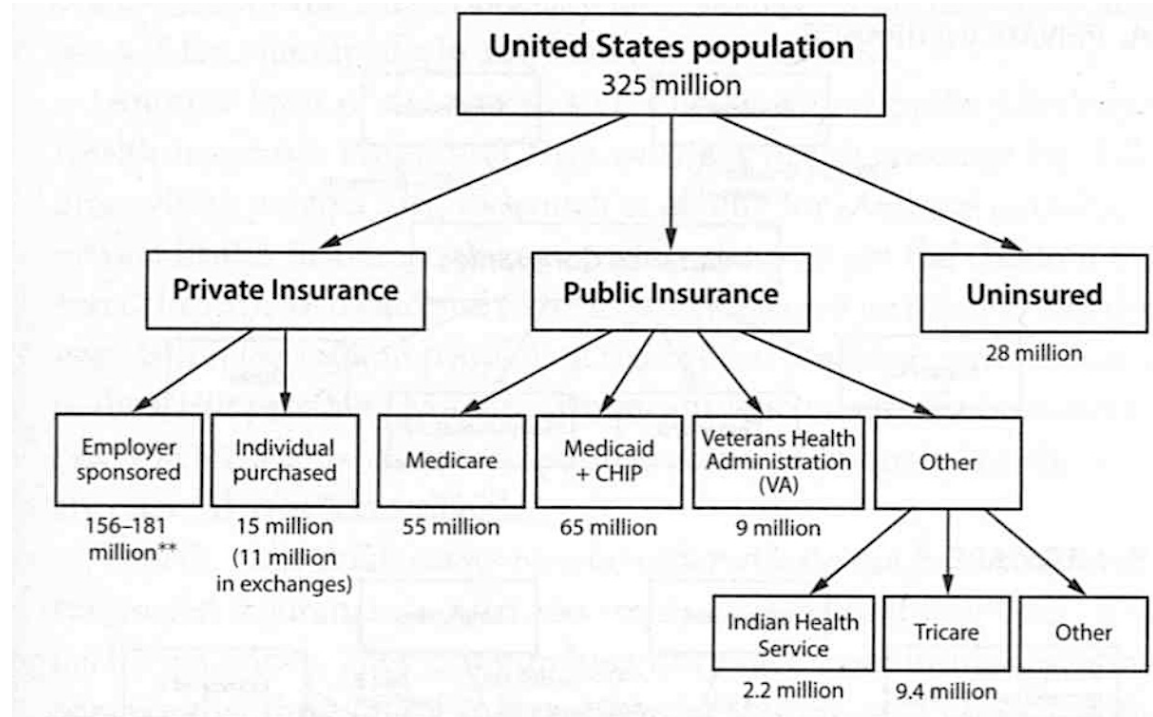 United States population
325 million
Private Insurance
Public Insurance
Uninsured
28 million
Employer
sponsored
156–181
million**
Individual
purchased
15 million
(11 million
in exchanges)
Medicare
55 million
Medicaid
+ CHIP
65 million
Veterans Health
Administration
(VA)
9 million
Other
Indian Health
Service
2.2 million
Tricare
9.4 million
Other